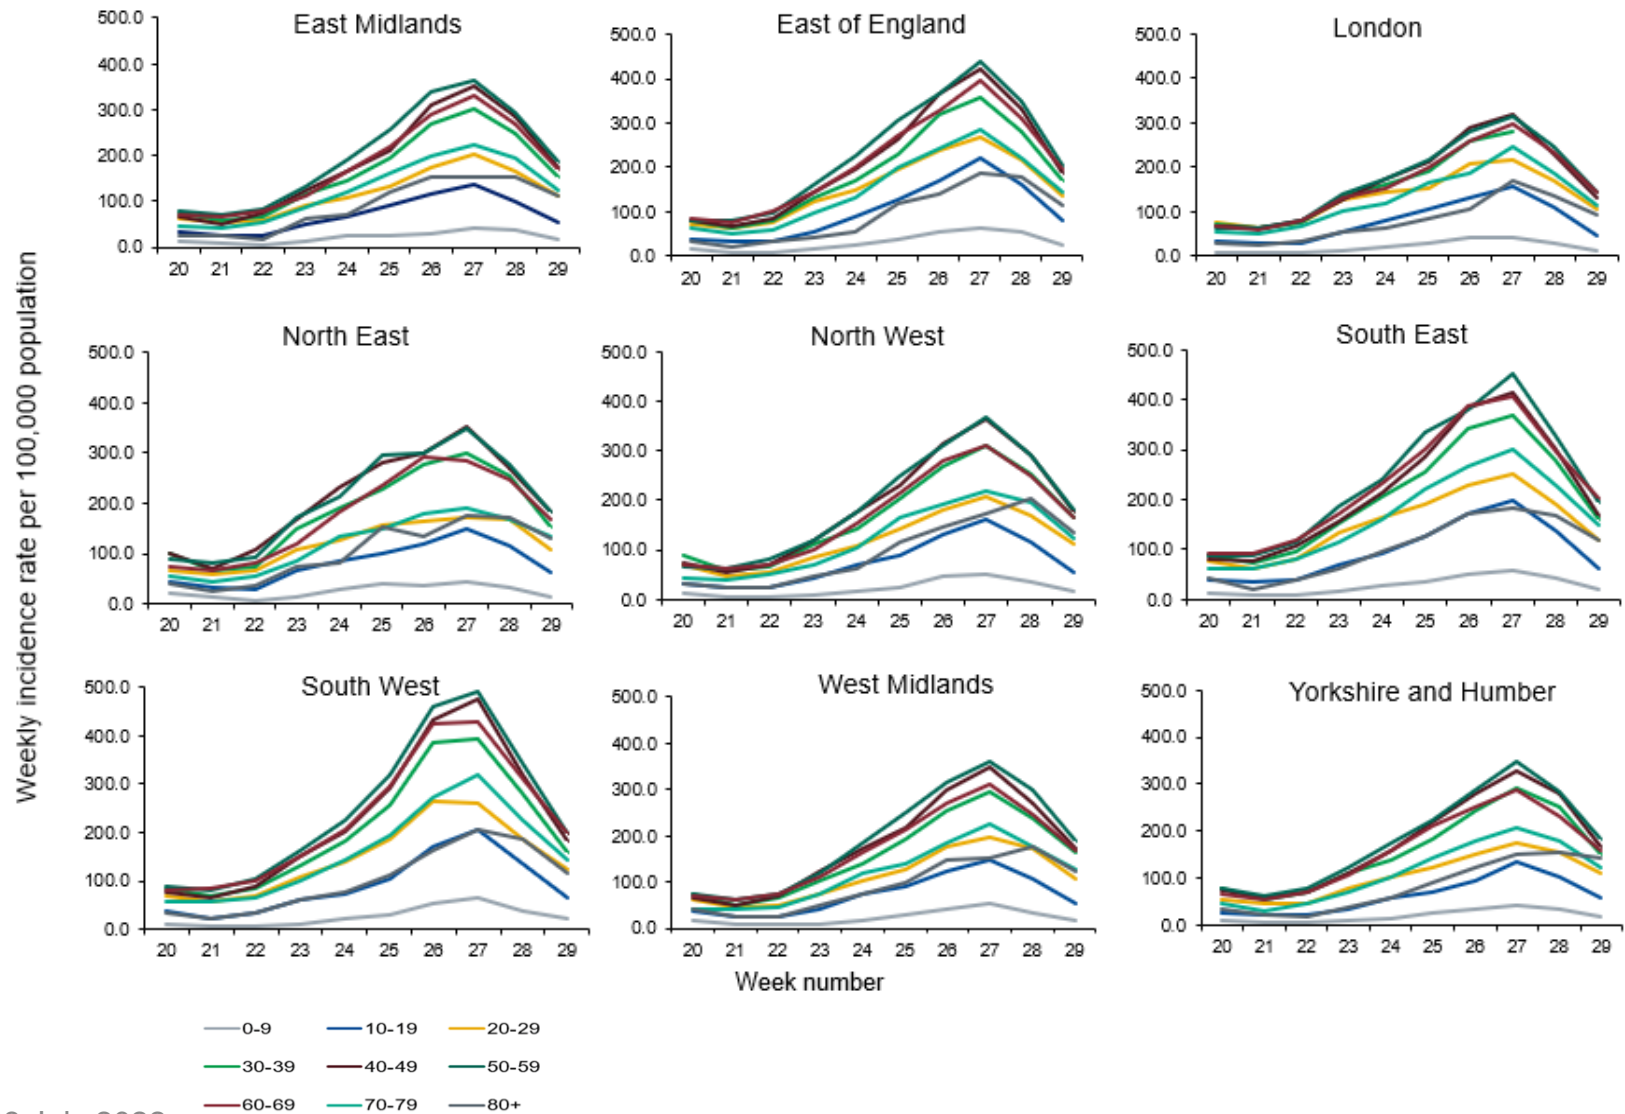 Weekly incidence rate per 100,000 population
East Midlands
500.0
400.0
300.0
200.0
100.0
0.0
20 21 22 23 24 25 26 27 28 29
East of England
500.0
400.0
300.0
200.0
100.0
0.0
20 21 22 23 24 25 26 27 28 29
London
500.0
400.0
300.0
200.0
100.0
0.0
20 21 22 23 24 25 26 27 28 29
North East
500.0
400.0
300.0
200.0
100.0
0.0
20 21 22 23 24 25 26 27 28 29
North West
500.0
400.0
300.0
200.0
100.0
0.0
20 21 22 23 24 25 26 27 28 29
South East
500.0
400.0
300.0
200.0
100.0
0.0
20 21 22 23 24 25 26 27 28 29
South West
500.0
400.0
300.0
200.0
100.0
0.0
20 21 22 23 24 25 26 27 28 29
West Midlands
500.0
400.0
300.0
200.0
100.0
0.0
20 21 22 23 24 25 26 27 28 29
Yorkshire and Humber
500.0
400.0
300.0
200.0
100.0
0.0
20 21 22 23 24 25 26 27 28 29
Week number
0-9 10-19 20-29
30-39 40-49 50-59
60-69 70-79 80+